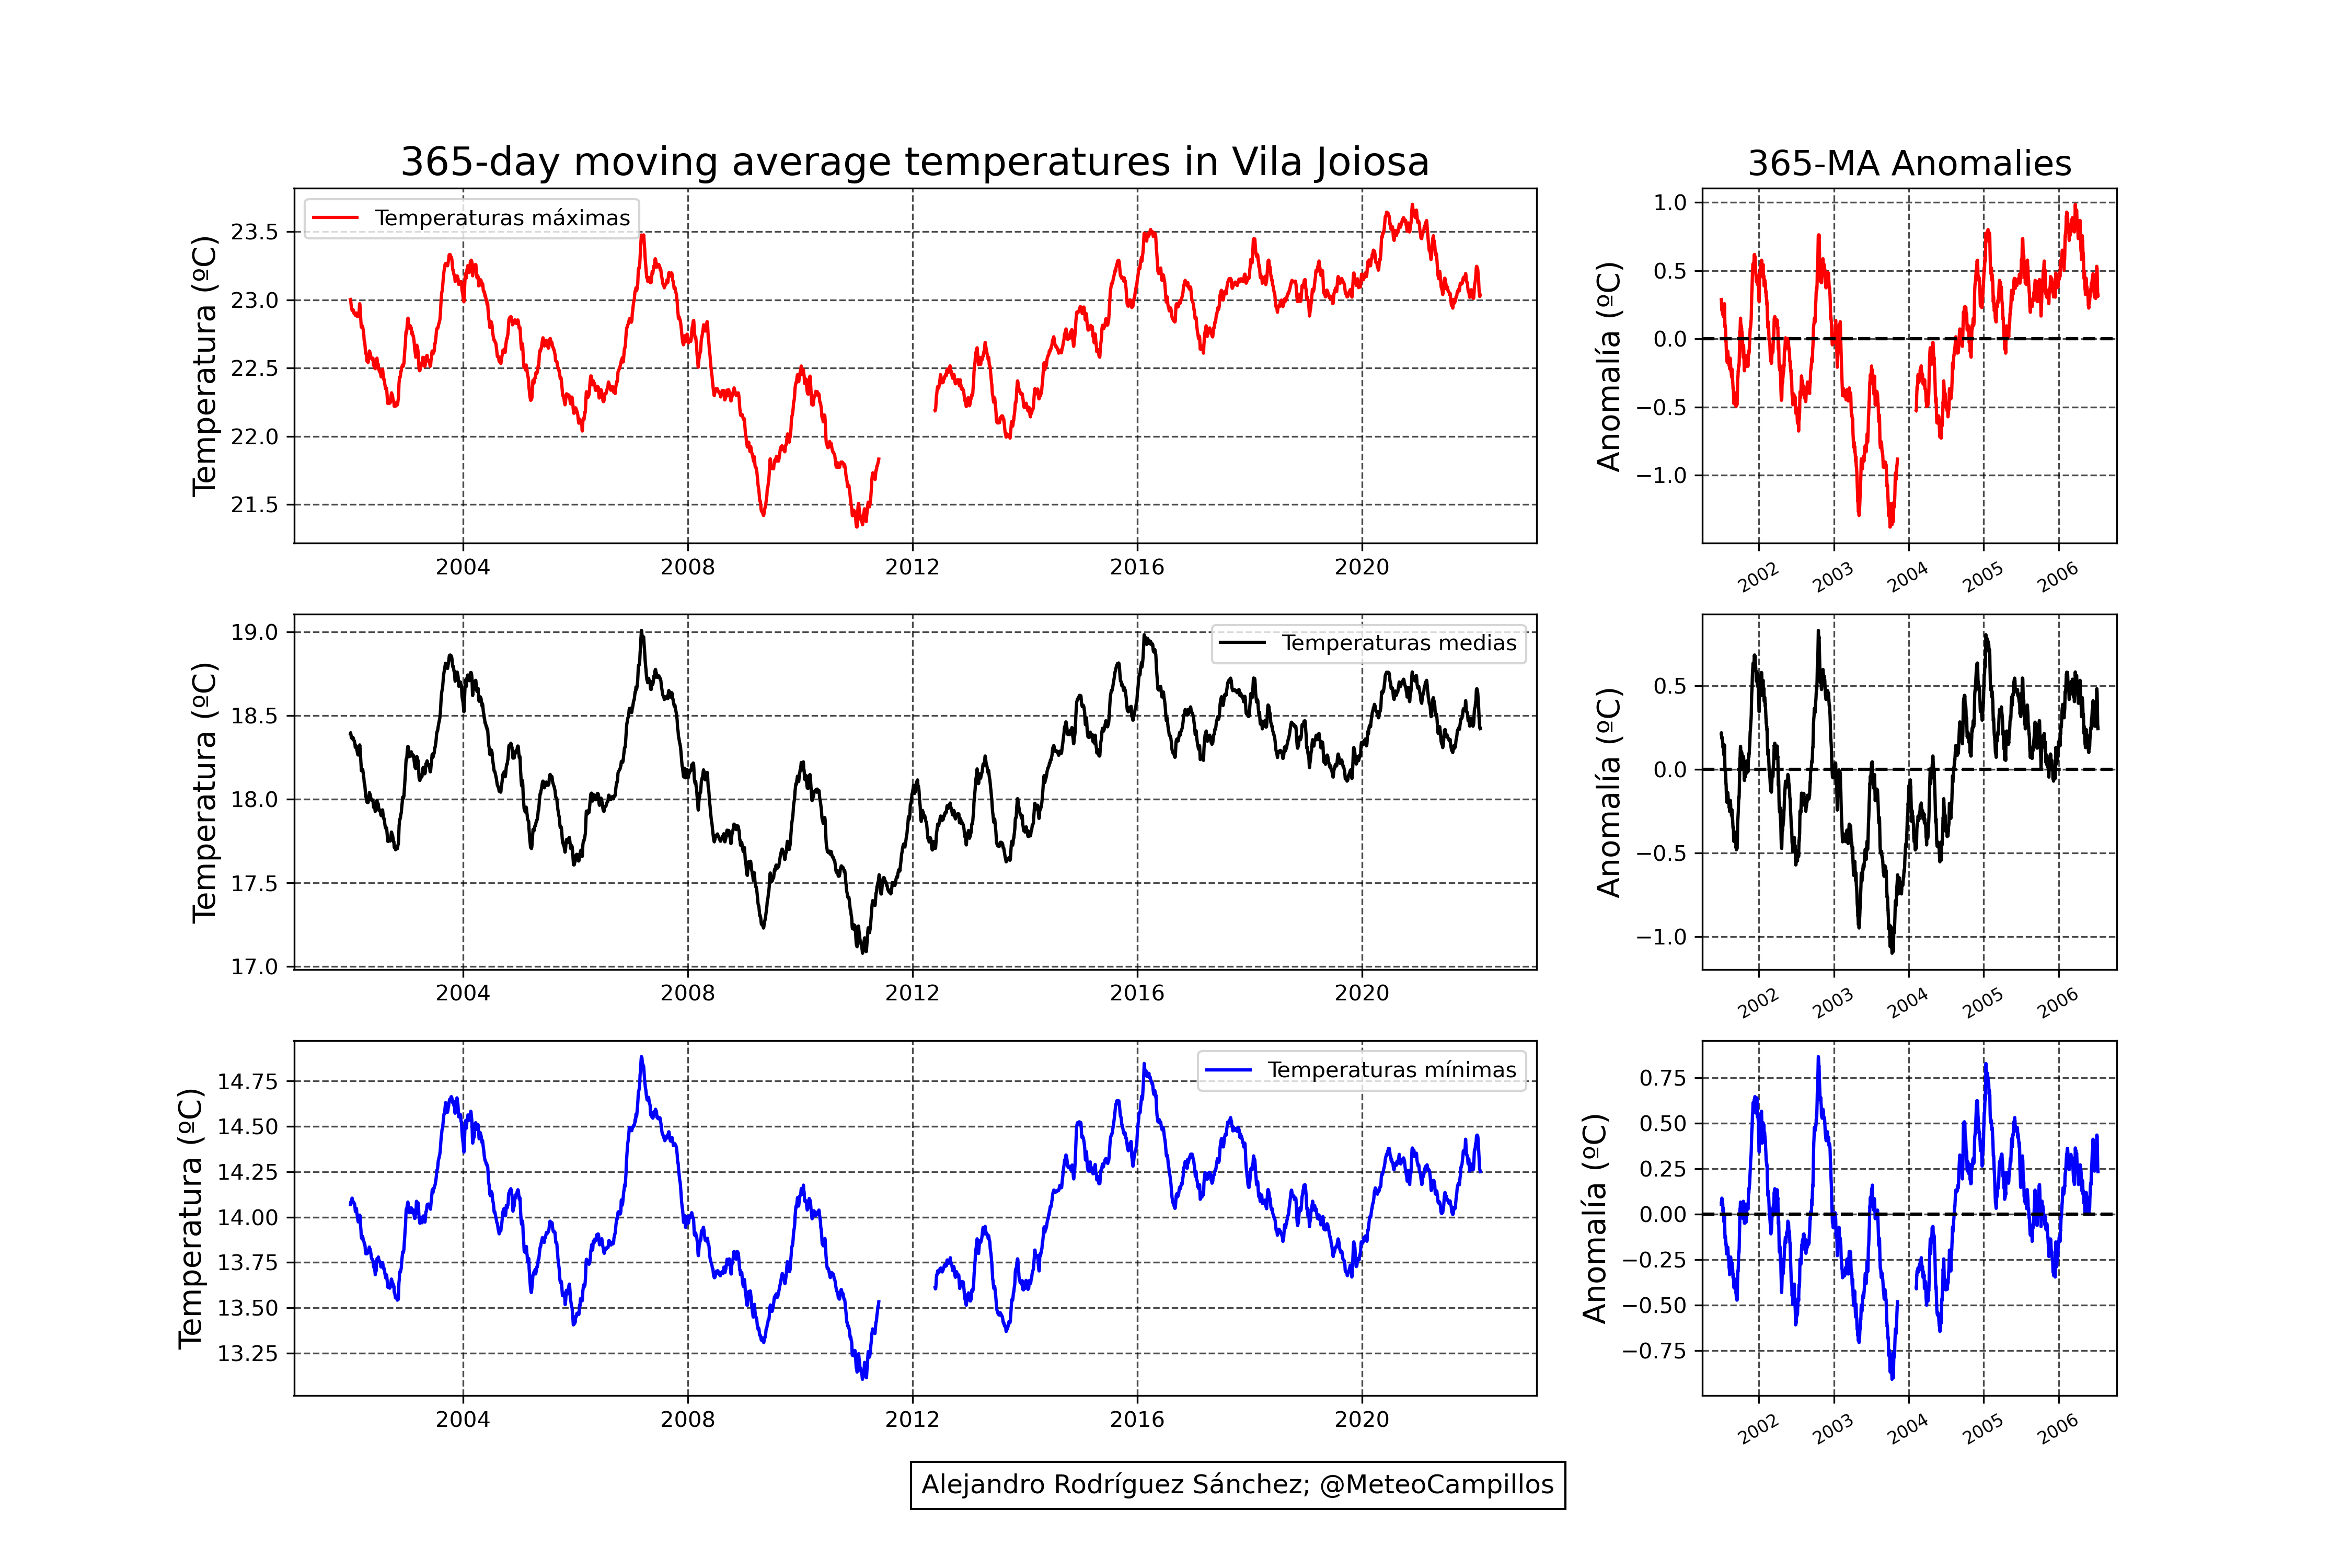 365-day moving average temperatures in Vila Joiosa
365-MA Anomalies
Temperatura (ºC)
Temperaturas máximas
23.5
23.0
22.5
22.0
21.5
2004 2008 2012 2016 2020
Anomalía (ºC)
1.0
0.5
0.0
−0.5
−1.0
2002 2003 2004 2005 2006
Temperatura (ºC)
Temperaturas medias
19.0
18.5
18.0
17.5
17.0
2004 2008 2012 2016 2020
Anomalía (ºC)
0.5
0.0
−0.5
−1.0
2002 2003 2004 2005 2006
Temperatura (ºC)
Temperaturas mínimas
14.75
14.50
14.25
14.00
13.75
13.50
13.25
2004 2008 2012 2016 2020
Anomalía (ºC)
0.75
0.50
0.25
0.00
−0.25
−0.50
−0.75
2002 2003 2004 2005 2006
Alejandro Rodríguez Sánchez; @MeteoCampillos